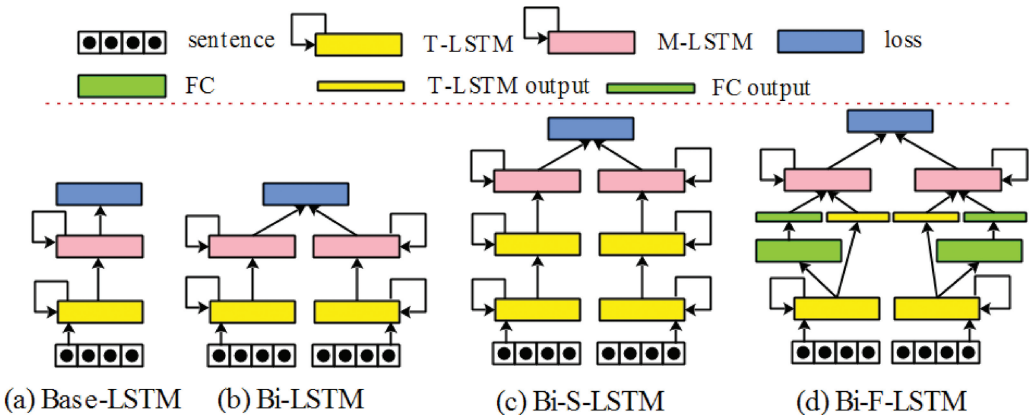 sentence T-LSTM M-LSTM loss
FC T-LSTM output FC output
(a) Base-LSTM (b) Bi-LSTM (c) Bi-S-LSTM (d) Bi-F-LSTM